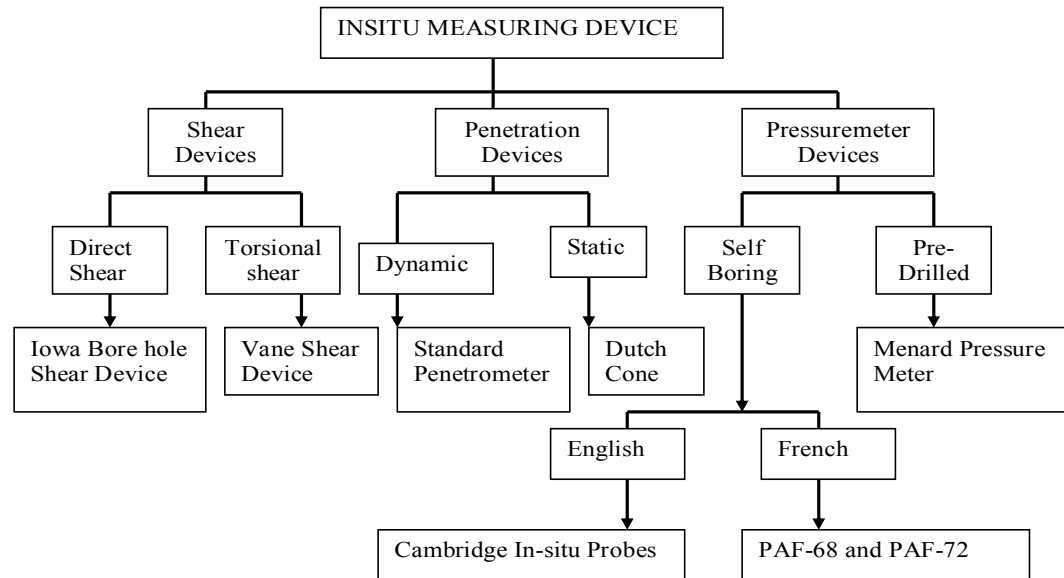 INSITU MEASURING DEVICE
Shear
Devices
Penetration
Devices
Pressuremeter
Devices
Direct
Shear
Torsional
shear
Dynamic
Static
Self
Boring
Pre-
Drilled
Iowa Bore hole
Shear Device
Vane Shear
Device
Standard
Penetrometer
Dutch
Cone
Menard Pressure
Meter
English
French
Cambridge In-situ Probes
PAF-68 and PAF-72